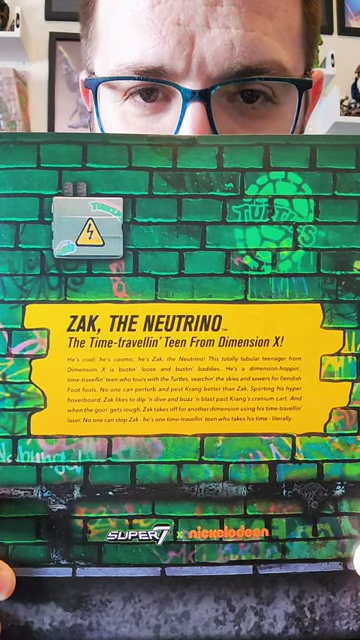 TURTLES
TURTLES
ZAK, THE NEUTRINO™
The Time-travellin' Teen From Dimension X!
He's cool; he's cosmic; he's Zak, the Neutrino! This totally tubular teenager from
Dimension X is bustin' loose and bustin' baddies. He's a dimension-hoppin',
time-travellin' teen who tours with the Turtles, searchin' the skies and sewers for fiendish
Foot fools. No one can perturb and pest Krang better than Zak. Sporting his hyper
hoverboard, Zak likes to dip 'n dive and buzz 'n blast past Krang's cranium cart. And
when the goin' gets rough, Zak takes off for another dimension using his time-travellin'
laser. No one can stop Zak - he's one time-travellin' teen who takes his time - literally.
SUPER7 x nickelodeon